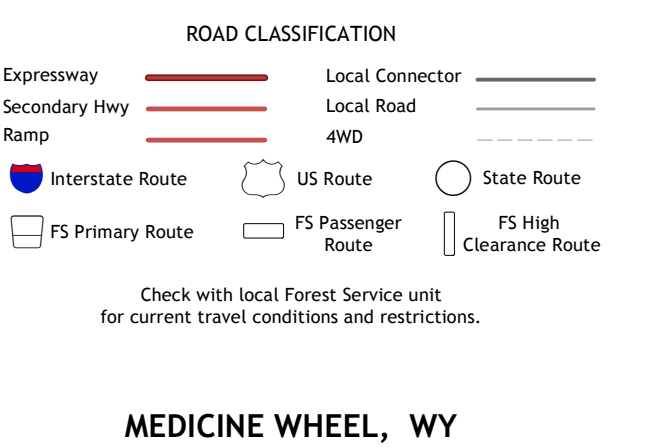 ROAD CLASSIFICATION
Expressway
Local Connector
Secondary Hwy
Local Road
Ramp
4WD
Interstate Route
US Route
State Route
FS Primary Route
FS Passenger
Route
FS High
Clearance Route
Check with local Forest Service unit
for current travel conditions and restrictions.
MEDICINE WHEEL, WY